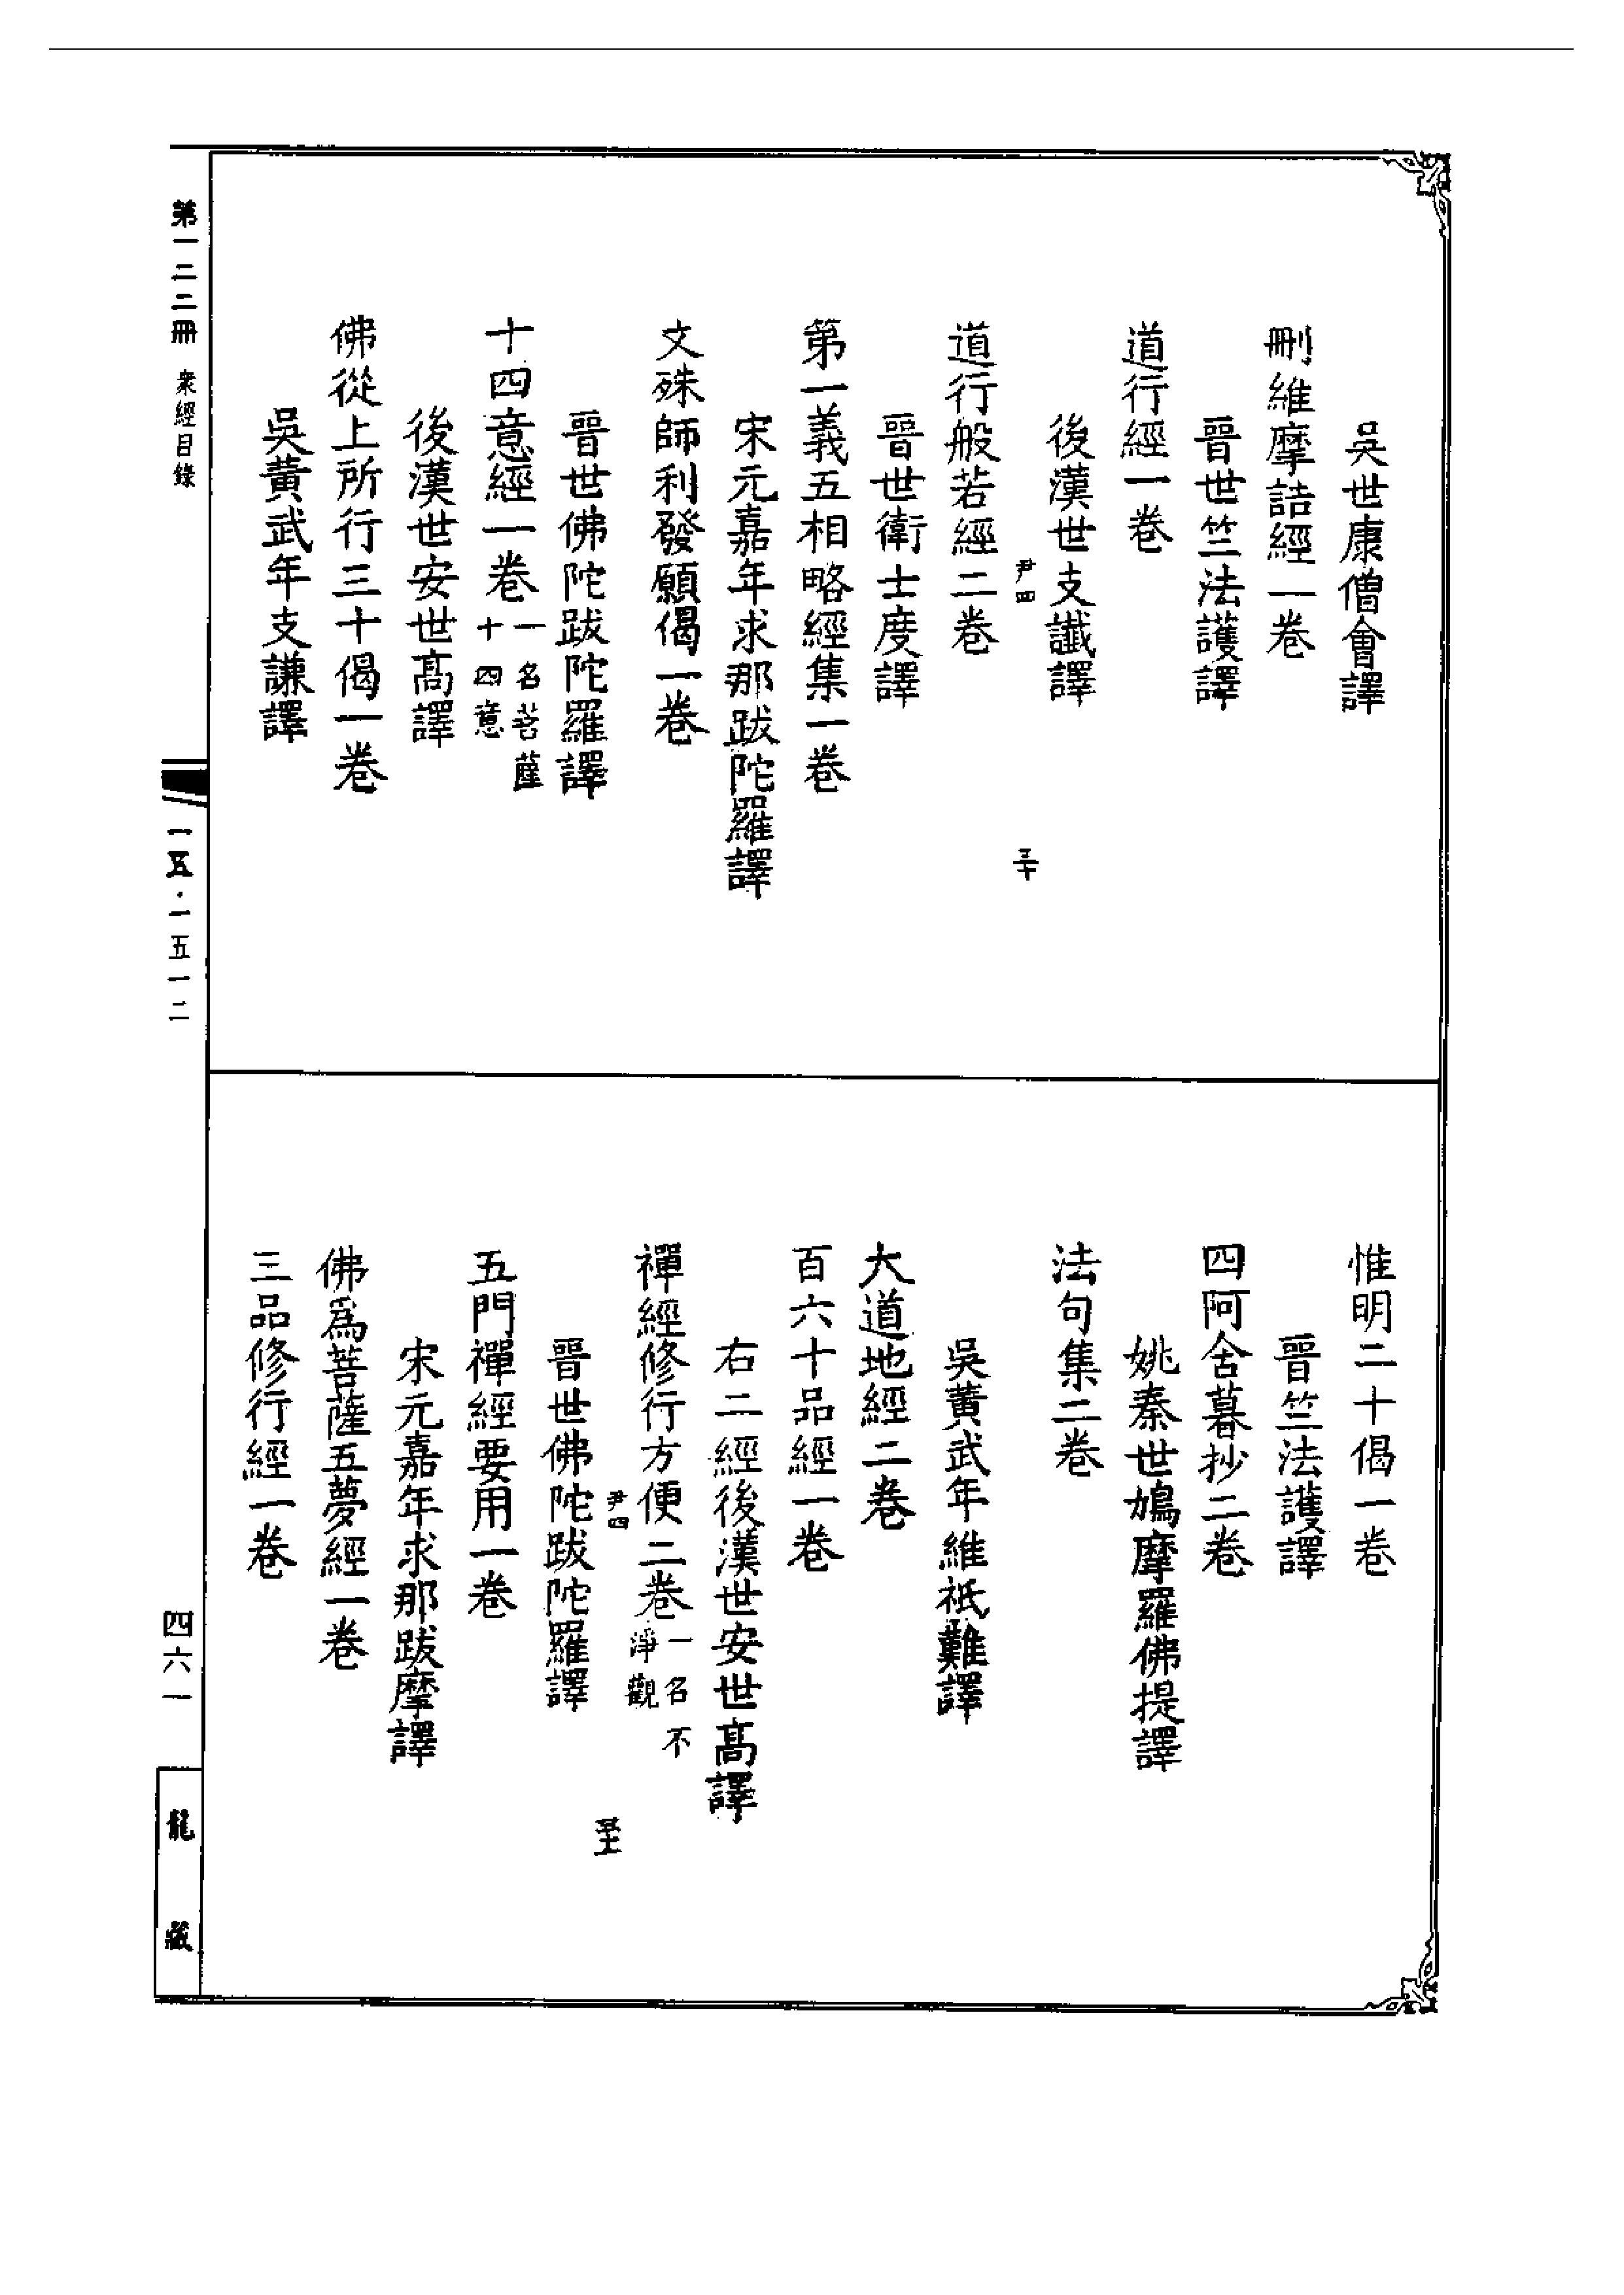 吳世康僧會譯
刪維摩詰經一卷
晉世竺法護譯
道行經一卷
後漢世支讖譯
尹四
三十
道行般若經二卷
晉世衛士度譯
第一義五相略經集一卷
宋元嘉年求那跋陀羅譯
文殊師利發願偈一卷
晉世佛陀跋陀羅譯
十四意經一卷一名菩薩十四意
後漢世安世高譯
佛從上所行三十偈一卷
吳黃武年支謙譯
惟明二十偈一卷
晉竺法護譯
四阿含暮抄二卷
姚秦世鳩摩羅佛提譯
法句集二卷
吳黃武年維祇難譯
大道地經二卷
百六十品經一卷
右二經後漢世安世高譯
禪經修行方便二卷一名不淨觀
尹四
晉世佛陀跋陀羅譯
五門禪經要用一卷
宋元嘉年求那跋摩譯
佛爲菩薩五夢經一卷
三品修行經一卷
第一二二冊 衆經目錄
一五·一五一二
四六一
龍藏